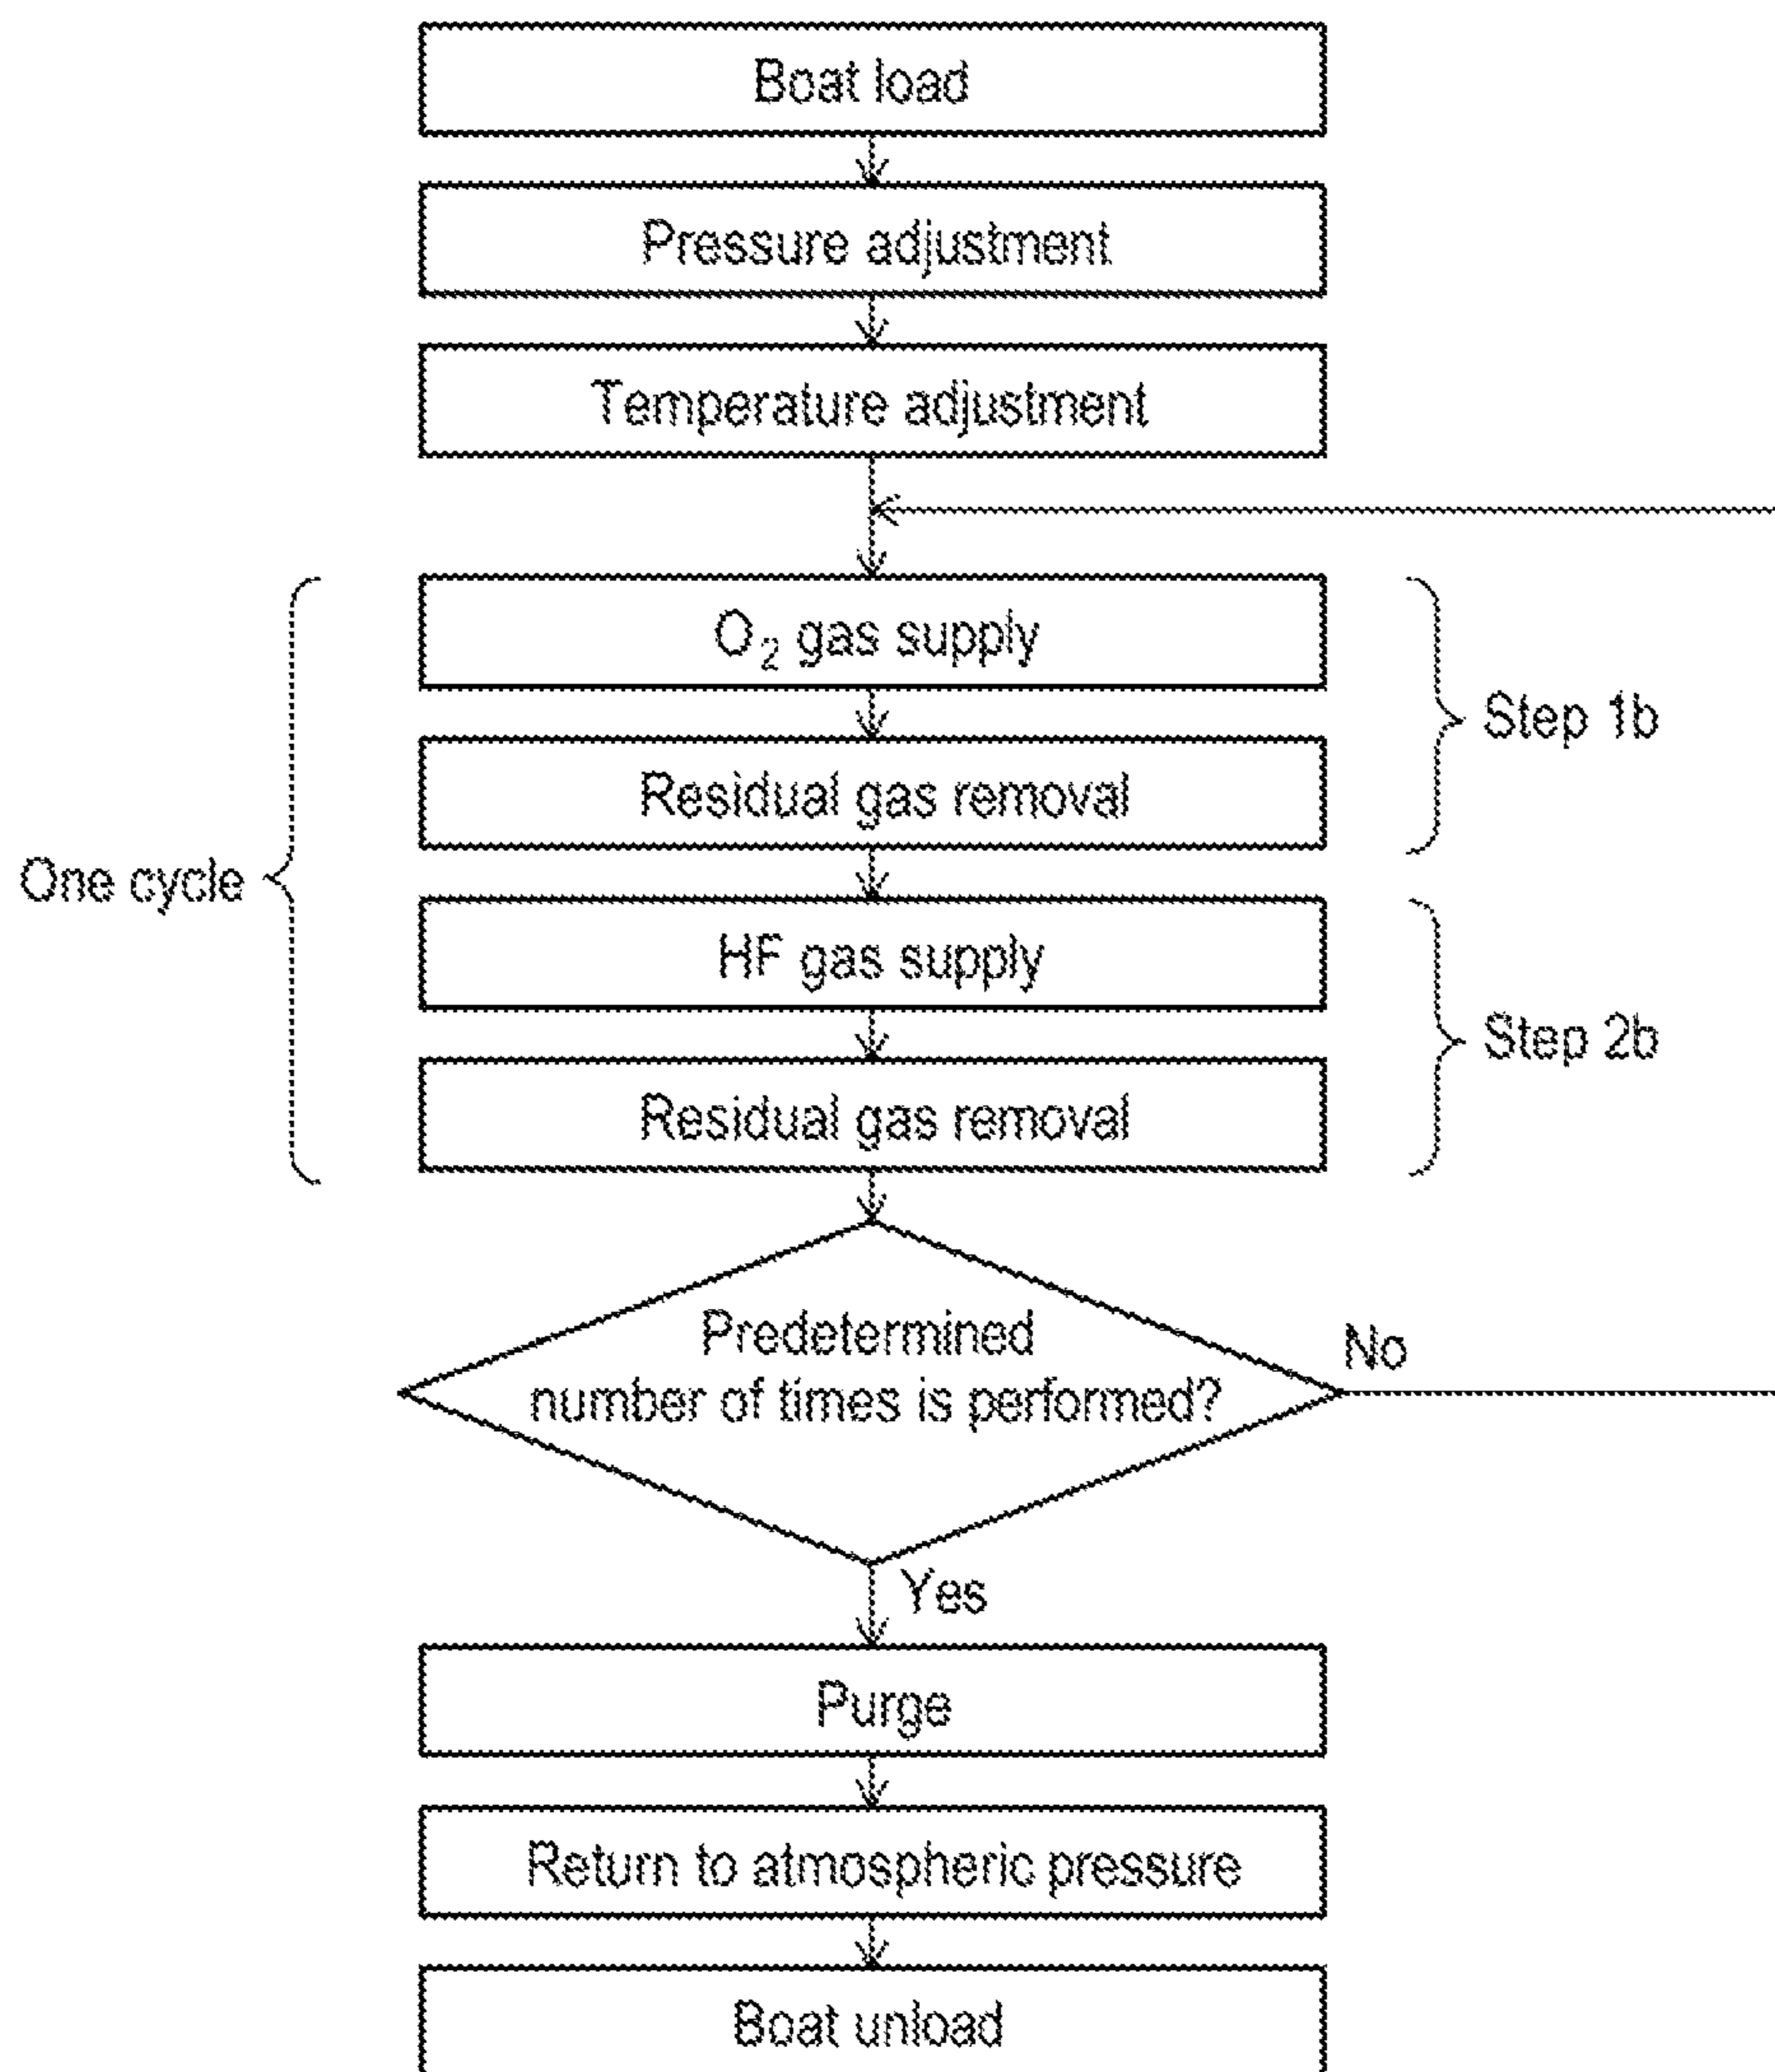 Boat load
Pressure adjustment
Temperature adjustment
O₂ gas supply
Residual gas removal
Step 1b
One cycle
HF gas supply
Residual gas removal
Step 2b
Predetermined
number of times is performed?
No
Yes
Purge
Return to atmospheric pressure
Boat unload